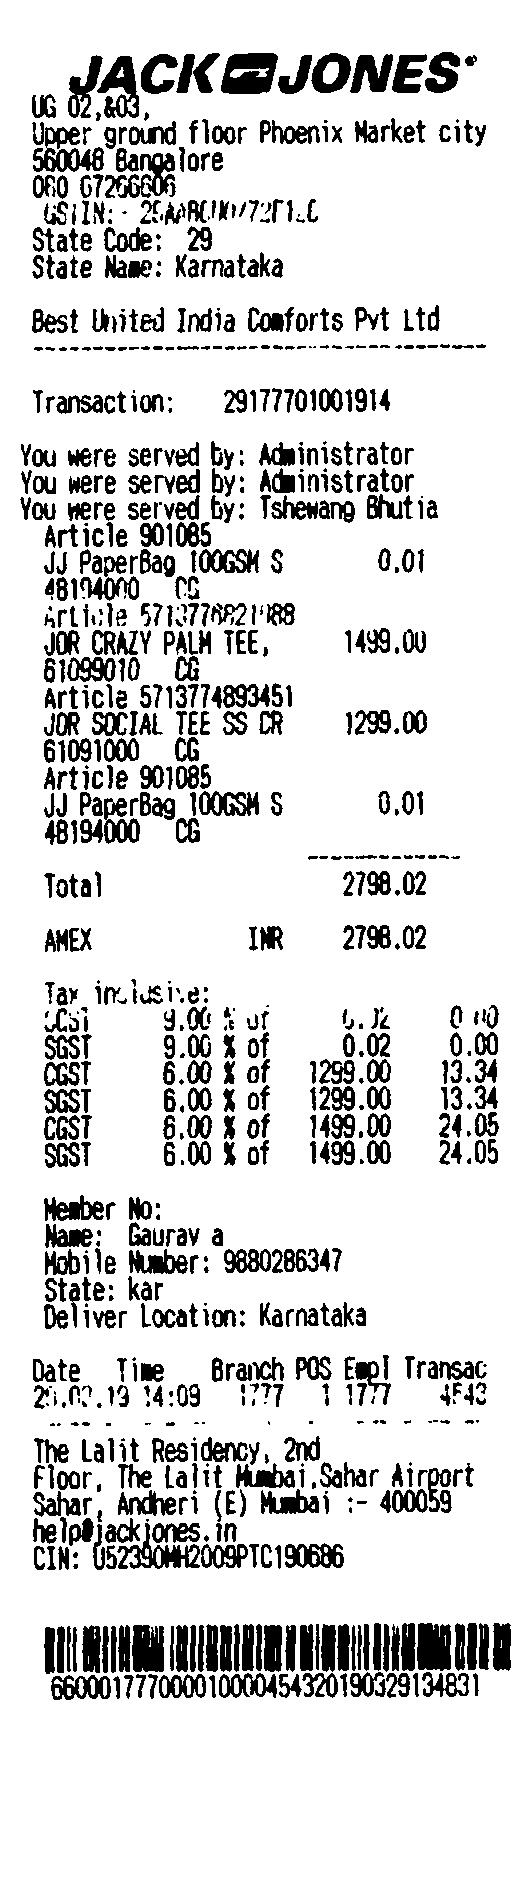 JACK JONES®
UG 02,&03,
Upper ground floor Phoenix Market city
560048 Bangalore
080 67266606
GSTIN: -
State Code: 29
State Name: Karnataka
Best United India Comforts Pvt Ltd
Transaction: 29177701001914
You were served by: Administrator
You were served by: Administrator
You were served by: Tshewang Bhutia
Article 901085
JJ PaperBag 100GSM S 0.01
48194000 CG
Article
JOR CRAZY PALM TEE, 1499.00
61099010 CG
Article 5713774893451
JOR SOCIAL TEE SS CR 1299.00
61091000 CG
Article 901085
JJ PaperBag 100GSM S 0.01
48194000 CG
Total 2798.02
AMEX INR 2798.02
Tax inclusive:
CGST 9.00 % of 0.02 0.00
SGST 9.00 % of 0.02 0.00
CGST 6.00 % of 1299.00 13.34
SGST 6.00 % of 1299.00 13.34
CGST 6.00 % of 1499.00 24.05
SGST 6.00 % of 1499.00 24.05
Member No:
Name: Gaurav a
Mobile Number: 9880286347
State: kar
Deliver Location: Karnataka
Date Time Branch POS Empl Transac
14:09 1777 1 1777 4543
The Lalit Residency, 2nd
Floor, The Lalit Mumbai,Sahar Airport
Sahar, Andheri (E) Mumbai :- 400059
help@jackjones.in
CIN: U52390MH2009PTC190686
660001777000010000454320190329134831